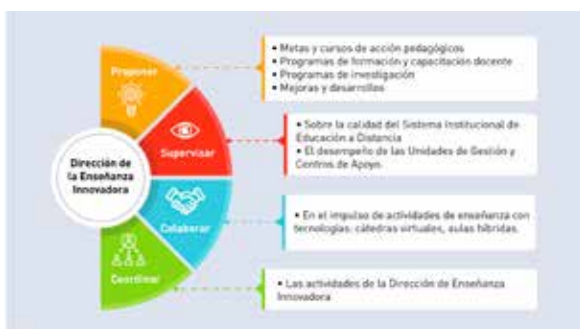 Proponer
• Metas y cursos de acción pedagógicos
• Programas de formación y capacitación docente
• Programas de investigación
• Mejoras y desarrollos
Supervisar
• Sobre la calidad del Sistema Institucional de
Educación a Distancia
• El desempeño de las Unidades de Gestión y
Centros de Apoyo.
Dirección de
la Enseñanza
Innovadora
Colaborar
• En el impulso de actividades de enseñanza con
tecnologías: cátedras virtuales, aulas híbridas.
Coordinar
• Las actividades de la Dirección de Enseñanza
Innovadora